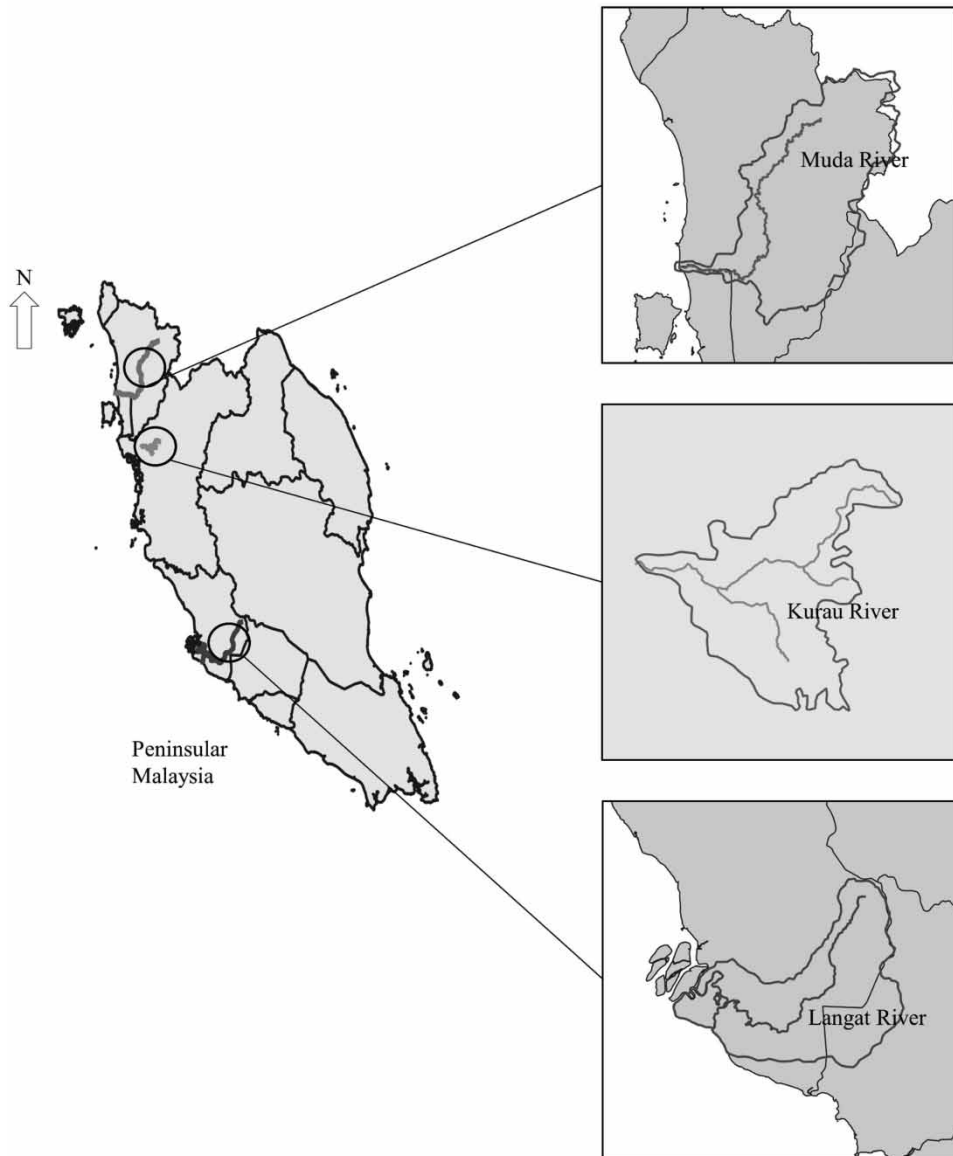 Muda River
N
Kurau River
Peninsular
Malaysia
Langat River